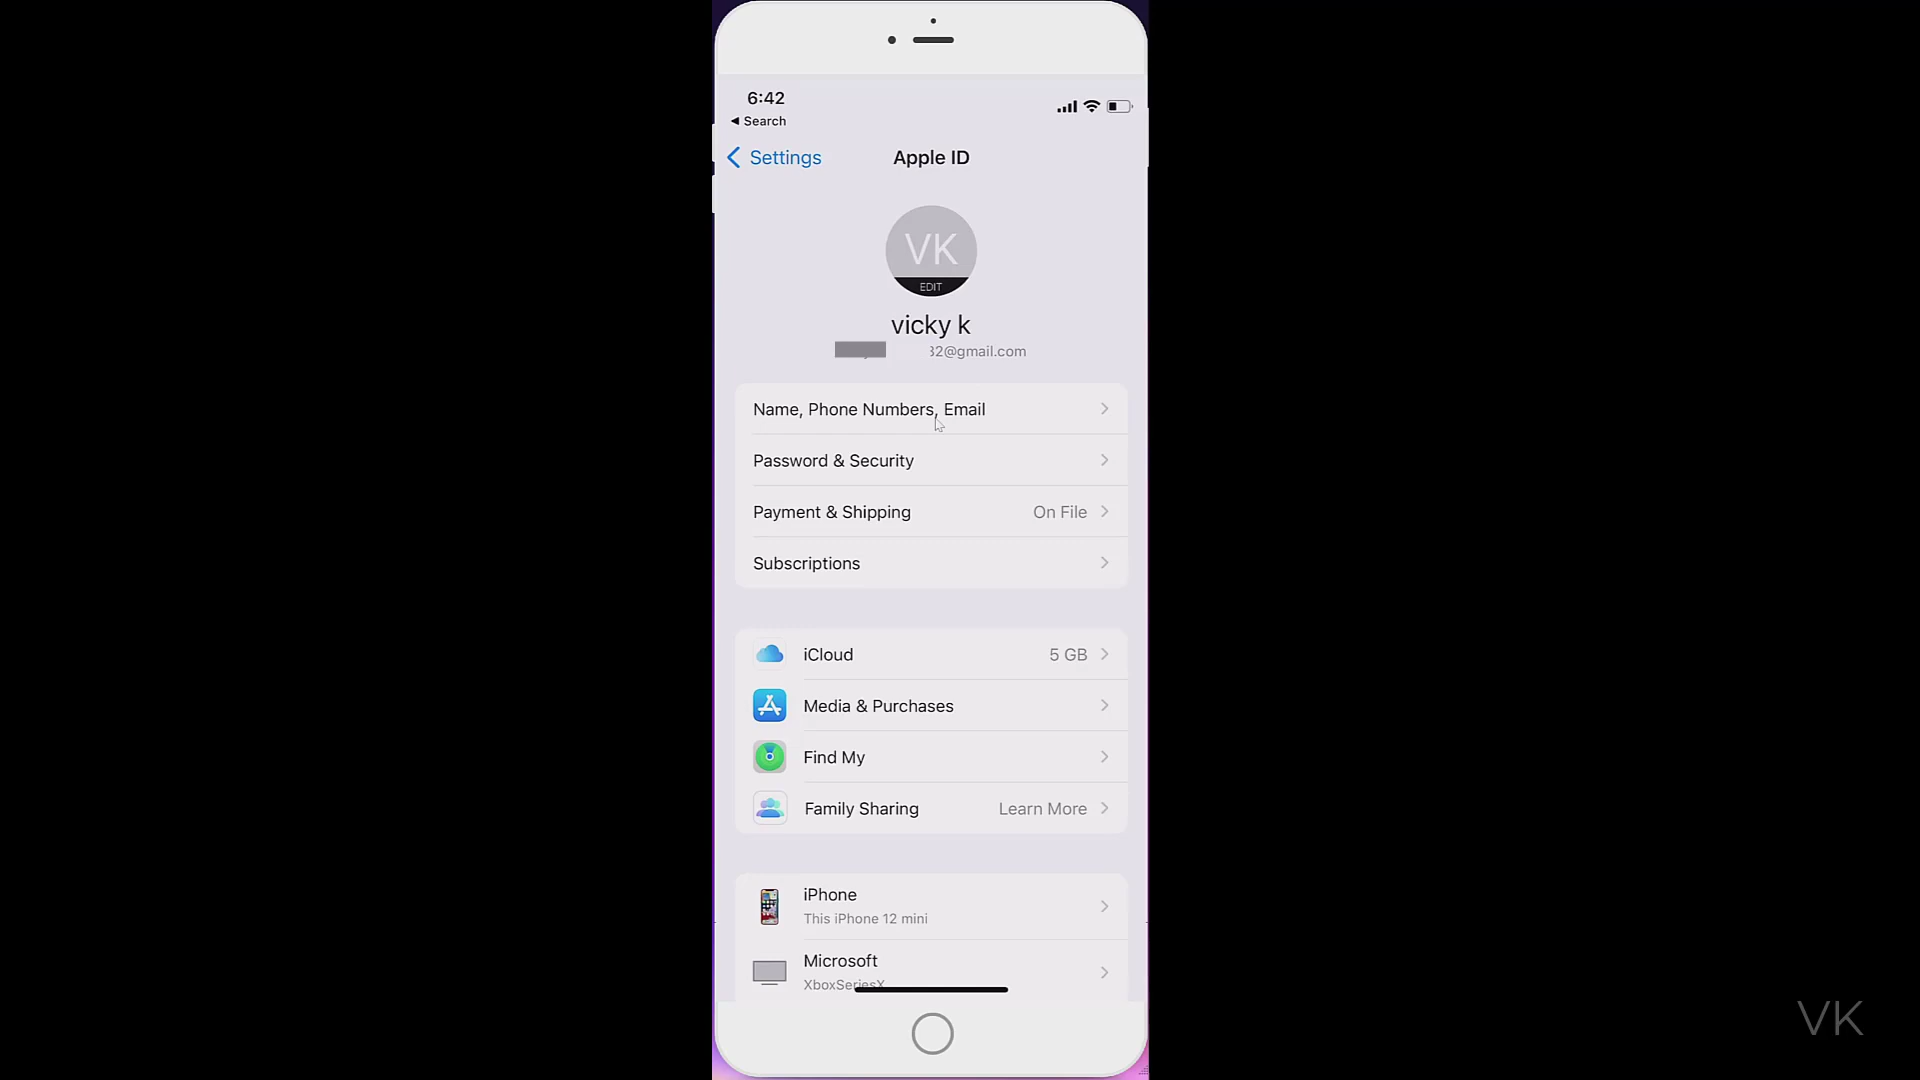 6:42
◀ Search
Settings
Apple ID
VK
EDIT
vicky k
32@gmail.com
Name, Phone Numbers, Email
Password & Security
Payment & Shipping On File
Subscriptions
iCloud 5 GB
Media & Purchases
Find My
Family Sharing Learn More
iPhone
This iPhone 12 mini
Microsoft
XboxSeriesX
VK